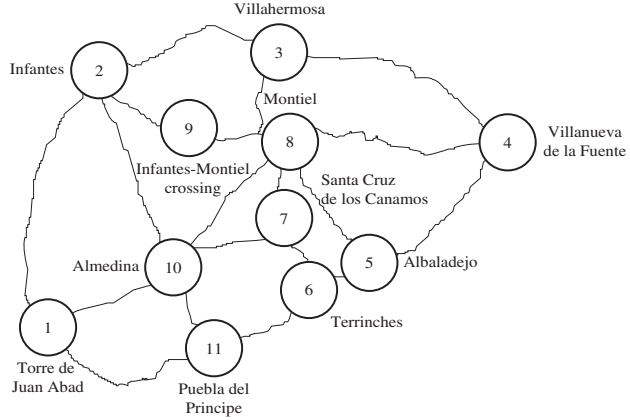 Villahermosa
3
Infantes
2
Montiel
9
8
4
Villanueva
de la Fuente
Infantes-Montiel
crossing
Santa Cruz
de los Canamos
7
Almedina
10
5
Albaladejo
6
Terrinches
1
11
Torre de
Juan Abad
Puebla del
Principe